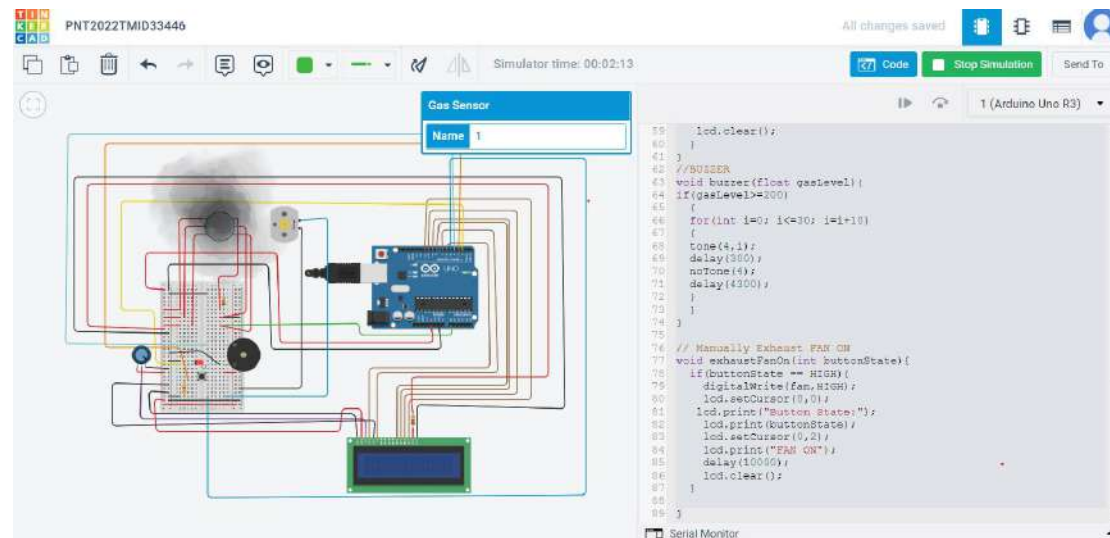 TIN
KER
CAD
PNT2022TMID33446
All changes saved
Simulator time: 00:02:13
Code
Stop Simulation
Send To
Gas Sensor
Name 1
1 (Arduino Uno R3)
UNO
59 lcd.clear();
60 }
61 }
62 //BUZZER
63 void buzzer(float gasLevel){
64 if(gasLevel>=200)
65 {
66 for(int i=0; i<=30; i=i+10)
67 {
68 tone(4,i);
69 delay(300);
70 noTone(4);
71 delay(4300);
72 }
73 }
74 }
75
76 // Manually Exhaust FAN ON
77 void exhaustFanOn(int buttonState){
78 if(buttonState == HIGH){
79 digitalWrite(fan,HIGH);
80 lcd.setCursor(0,0);
81 lcd.print("Button State:");
82 lcd.print(buttonState);
83 lcd.setCursor(0,2);
84 lcd.print("FAN ON");
85 delay(10000);
86 lcd.clear();
87 }
88
89 }
Serial Monitor